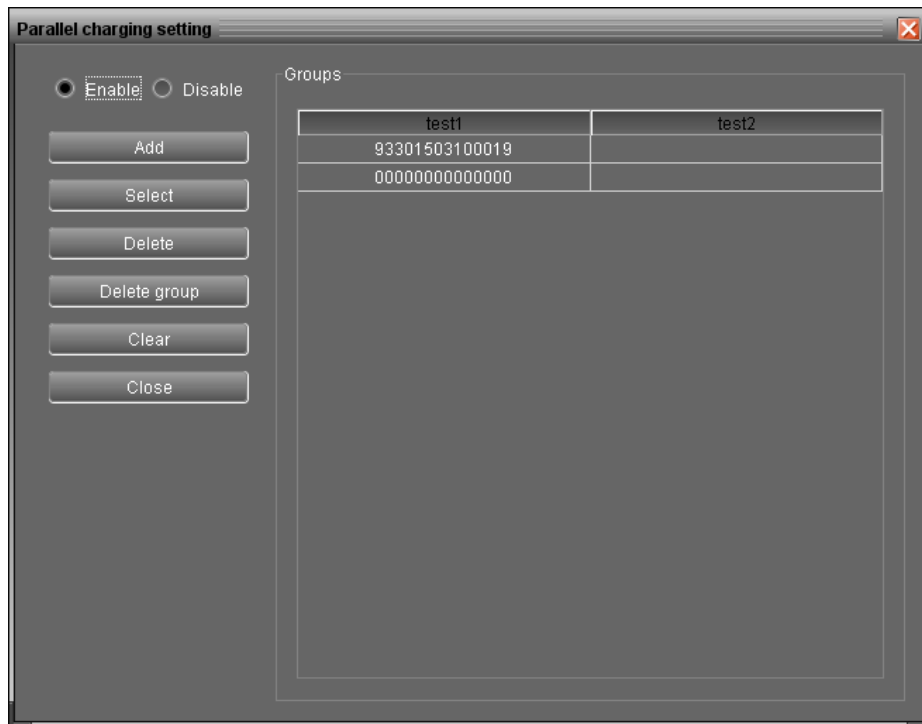 Parallel charging setting
Enable Disable
Groups
Add
Select
Delete
Delete group
Clear
Close
test1 test2
93301503100019
00000000000000